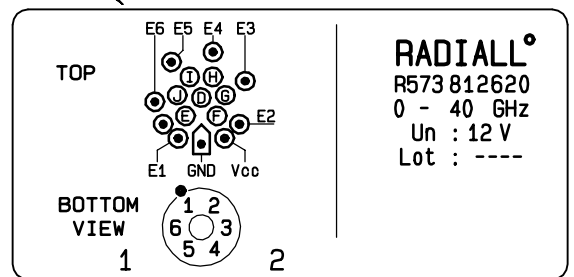 E6 E5 E4 E3
TOP
I H
J D G
E F
E2
E1 GND Vcc
BOTTOM
VIEW
1 2
6 3
5 4
1 2
RADIALL°
R573 812620
0 - 40 GHz
Un : 12 V
Lot : ----